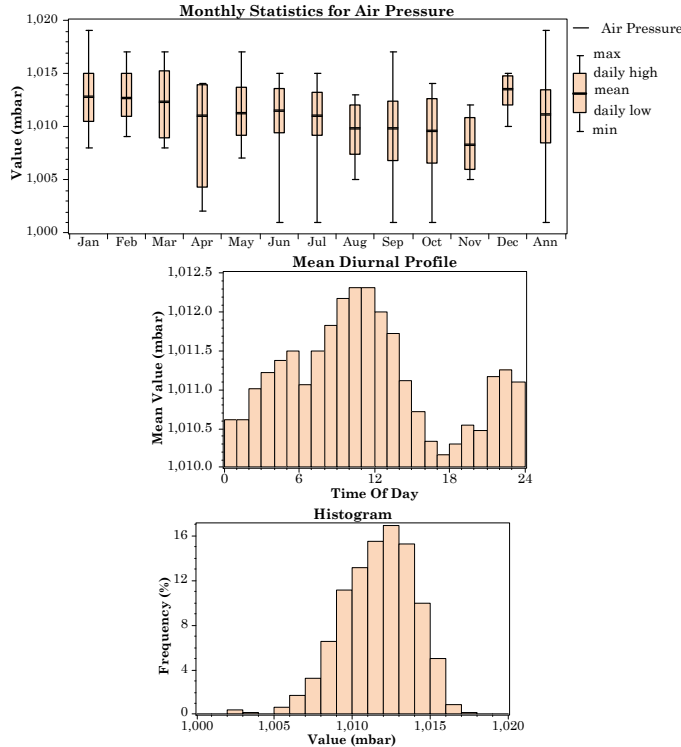 Monthly Statistics for Air Pressure
1,020
1,015
1,010
1,005
1,000
Value (mbar)
Jan Feb Mar Apr May Jun Jul Aug Sep Oct Nov Dec Ann
Air Pressure
max
daily high
mean
daily low
min
Mean Diurnal Profile
1,012.5
1,012.0
1,011.5
1,011.0
1,010.5
1,010.0
Mean Value (mbar)
0 6 12 18 24
Time Of Day
Histogram
16
12
8
4
0
Frequency (%)
1,000 1,005 1,010 1,015 1,020
Value (mbar)